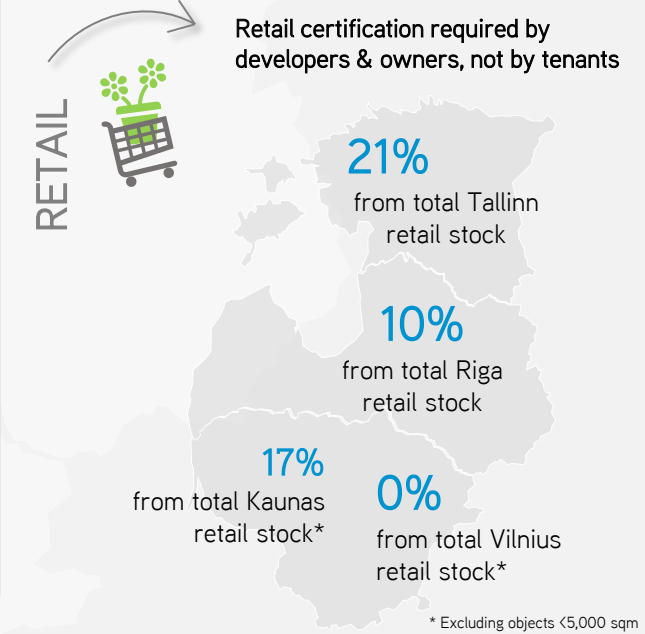 Retail certification required by
developers & owners, not by tenants
RETAIL
21%
from total Tallinn
retail stock
10%
from total Riga
retail stock
17%
from total Kaunas
retail stock*
0%
from total Vilnius
retail stock*
* Excluding objects <5,000 sqm